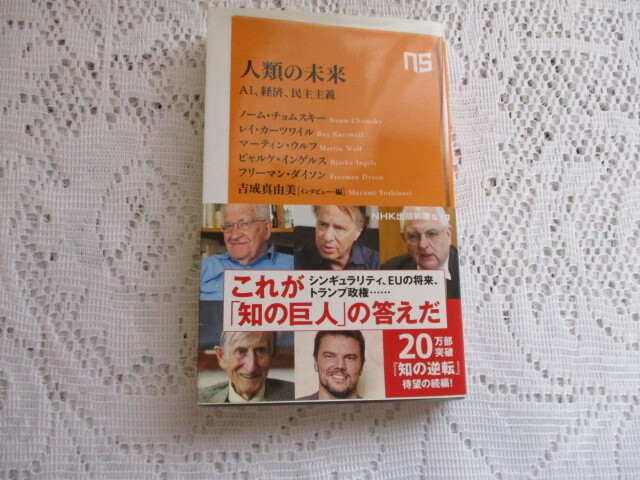 ns
人類の未来
AI、経済、民主主義
ノーム・チョムスキー Noam Chomsky
レイ・カーツワイル Ray Kurzweil
マーティン・ウルフ Martin Wolf
ビャルケ・インゲルス Bjarke Ingels
フリーマン・ダイソン Freeman Dyson
吉成真由美[インタビュー・編] Mayumi Yoshinari
NHK出版新書
これが
シンギュラリティ、EUの将来、
トランプ政権……
「知の巨人」の答えだ
20万部突破
『知の逆転』
待望の続編!